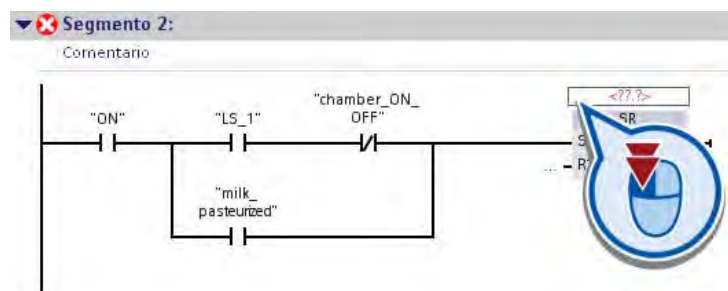 Segmento 2:
Comentario
"ON"
"LS_1"
"chamber_ON_
OFF"
"milk_
pasteurized"
<??.?>
SR
S
...